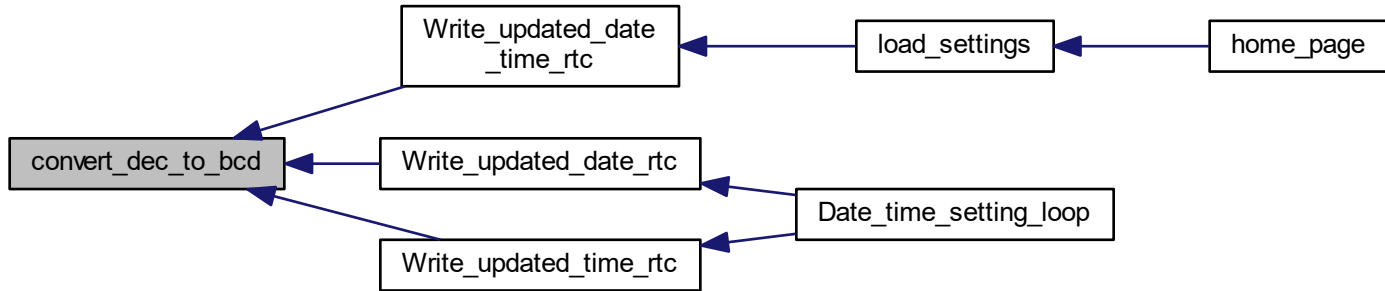 Write_updated_date
_time_rtc
load_settings
home_page
convert_dec_to_bcd
Write_updated_date_rtc
Date_time_setting_loop
Write_updated_time_rtc